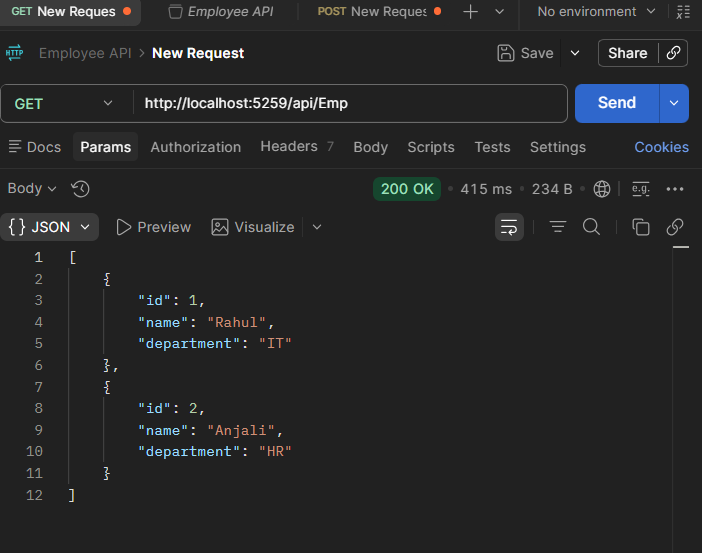 GET New Reques Employee API POST New Reques No environment
HTTP Employee API > New Request Save Share
GET http://localhost:5259/api/Emp Send
Docs Params Authorization Headers 7 Body Scripts Tests Settings Cookies
Body 200 OK • 415 ms • 234 B • e.g.
{} JSON Preview Visualize
1 [
2 {
3 "id": 1,
4 "name": "Rahul",
5 "department": "IT"
6 },
7 {
8 "id": 2,
9 "name": "Anjali",
10 "department": "HR"
11 }
12 ]